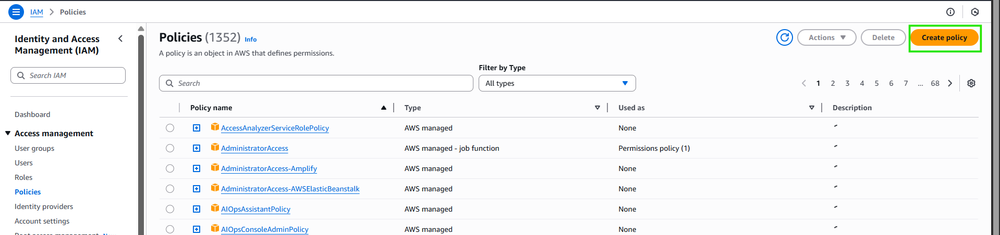 IAM > Policies
Identity and Access
Management (IAM)
Search IAM
Dashboard
Access management
User groups
Users
Roles
Policies
Identity providers
Account settings
Policies (1352) Info
Actions Delete Create policy
A policy is an object in AWS that defines permissions.
Filter by Type
Search All types 1 2 3 4 5 6 7 ... 68
Policy name Type Used as Description
AccessAnalyzerServiceRolePolicy AWS managed None -
AdministratorAccess AWS managed - job function Permissions policy (1) -
AdministratorAccess-Amplify AWS managed None -
AdministratorAccess-AWSElasticBeanstalk AWS managed None -
AIOpsAssistantPolicy AWS managed None -
AIOpsConsoleAdminPolicy AWS managed None -